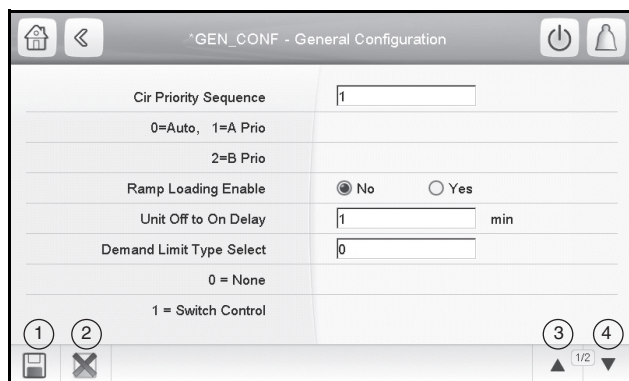 *GEN_CONF - General Configuration
Cir Priority Sequence 1
0=Auto, 1=A Prio
2=B Prio
Ramp Loading Enable No Yes
Unit Off to On Delay 1 min
Demand Limit Type Select 0
0 = None
1 = Switch Control
1 2 3 4
1/2